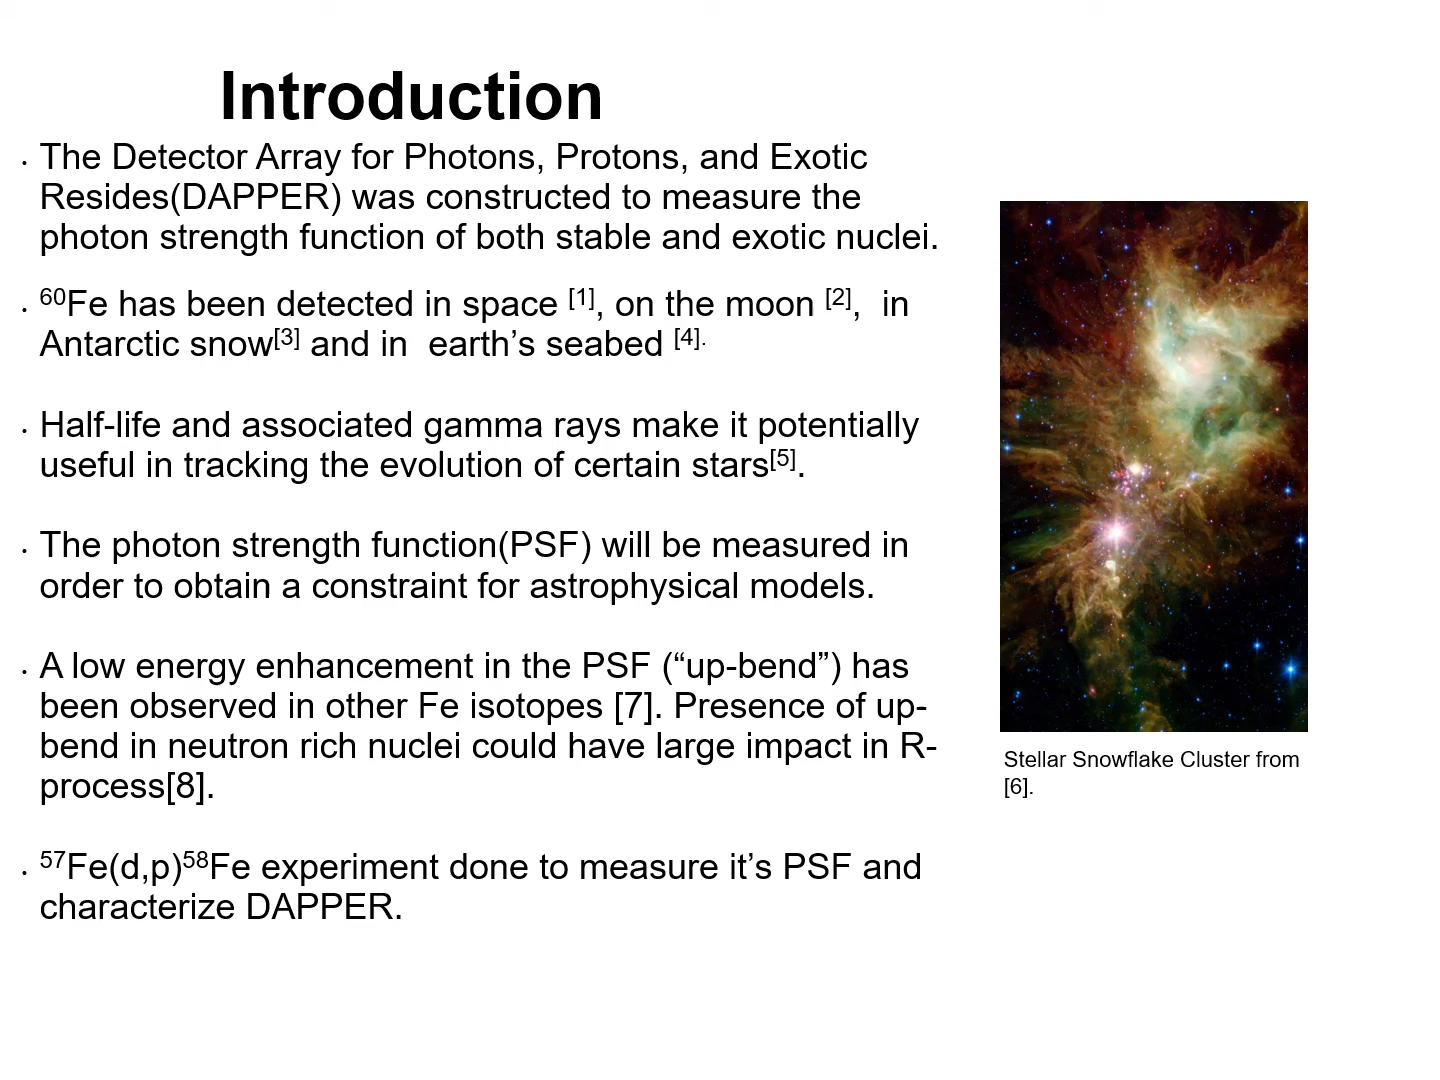 Introduction
• The Detector Array for Photons, Protons, and Exotic
Resides(DAPPER) was constructed to measure the
photon strength function of both stable and exotic nuclei.
• ⁶⁰Fe has been detected in space [1], on the moon [2],  in
Antarctic snow[3] and in  earth’s seabed [4].
• Half-life and associated gamma rays make it potentially
useful in tracking the evolution of certain stars[5].
• The photon strength function(PSF) will be measured in
order to obtain a constraint for astrophysical models.
• A low energy enhancement in the PSF (“up-bend”) has
been observed in other Fe isotopes [7]. Presence of up-
bend in neutron rich nuclei could have large impact in R-
process[8].
• ⁵⁷Fe(d,p)⁵⁸Fe experiment done to measure it’s PSF and
characterize DAPPER.
Stellar Snowflake Cluster from
[6].